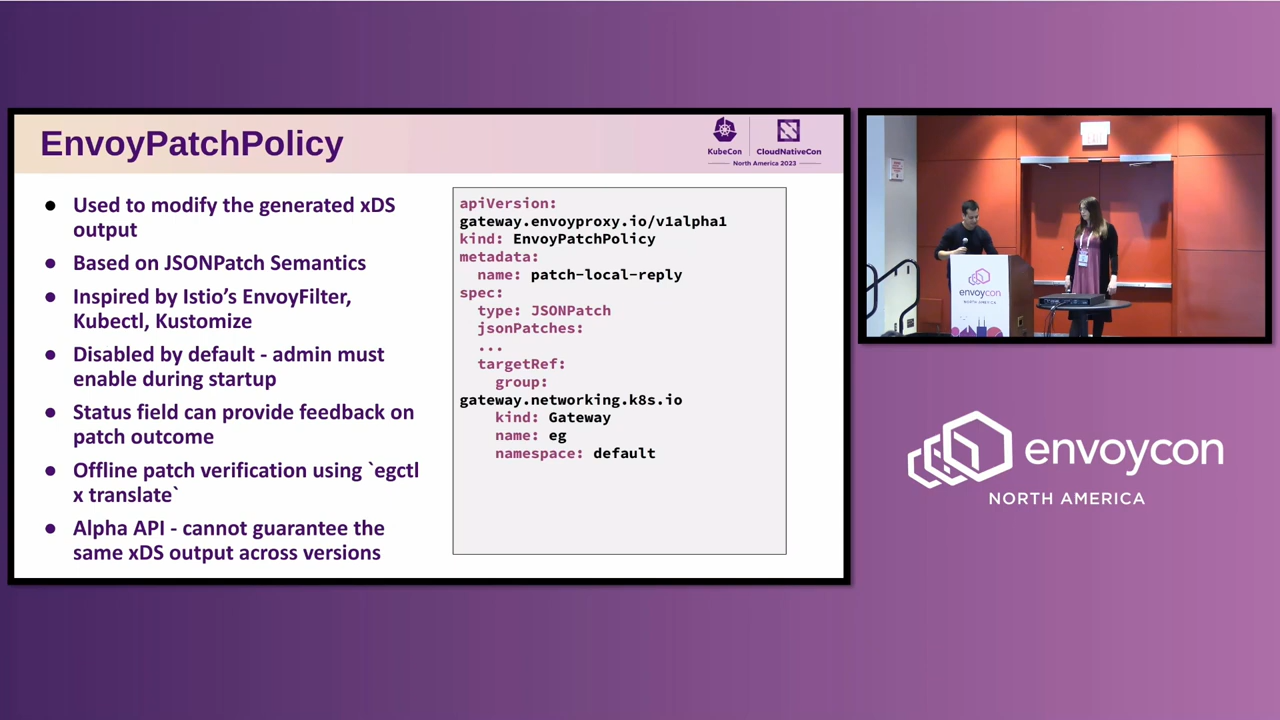 EnvoyPatchPolicy
KubeCon
CloudNativeCon
North America 2023
● Used to modify the generated xDS
output
● Based on JSONPatch Semantics
● Inspired by Istio’s EnvoyFilter,
Kubectl, Kustomize
● Disabled by default - admin must
enable during startup
● Status field can provide feedback on
patch outcome
● Offline patch verification using `egctl
x translate`
● Alpha API - cannot guarantee the
same xDS output across versions
apiVersion:
gateway.envoyproxy.io/v1alpha1
kind: EnvoyPatchPolicy
metadata:
  name: patch-local-reply
spec:
  type: JSONPatch
  jsonPatches:
  ...
  targetRef:
    group:
gateway.networking.k8s.io
    kind: Gateway
    name: eg
    namespace: default
envoycon
NORTH AMERICA
envoycon
NORTH AMERICA